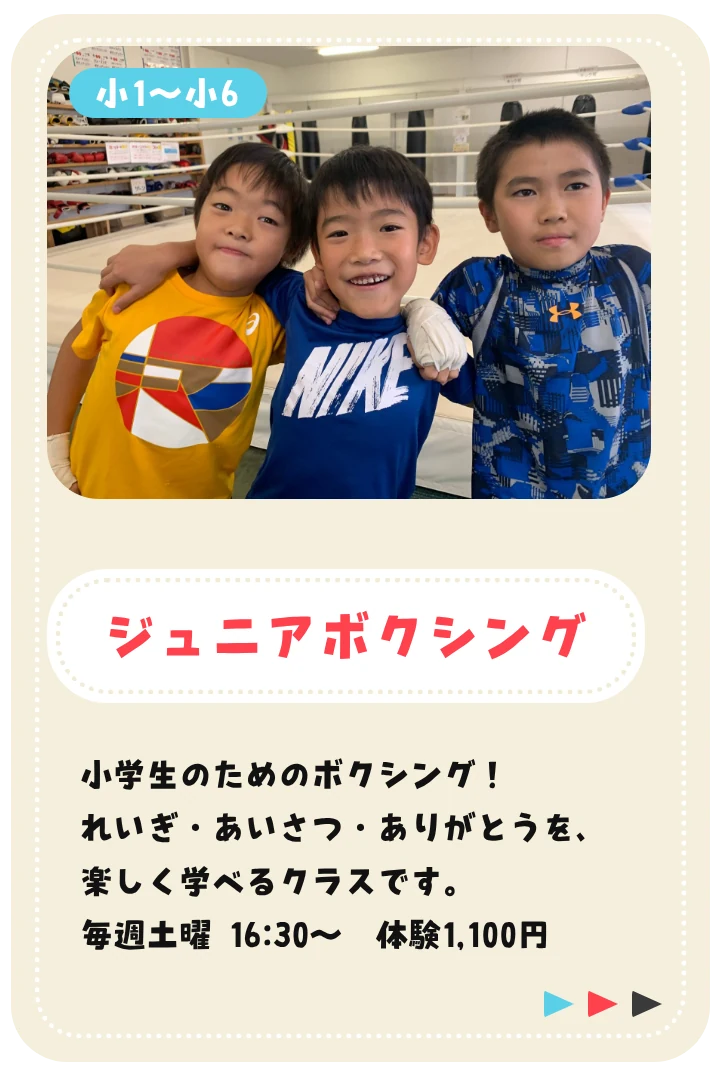 小1〜小6
NIKE
ジュニアボクシング
小学生のためのボクシング！
れいぎ・あいさつ・ありがとうを、
楽しく学べるクラスです。
毎週土曜 16:30〜　体験1,100円